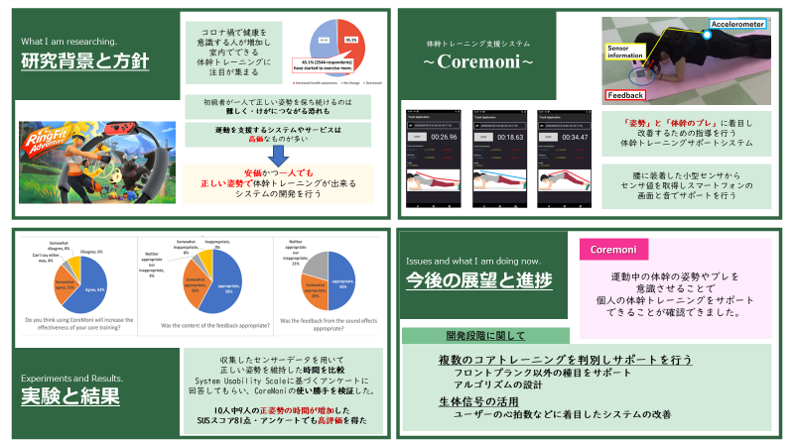 What I am researching.
研究背景と方針
コロナ禍で健康を
意識する人が増加し
室内でできる
体幹トレーニングに
注目が集まる
45.1% (2544 respondents)
have started to exercise more.
Increased health awareness
No change
Decreased
初級者が一人で正しい姿勢を保ち続けるのは
難しく・けがにつながる恐れも
運動を支援するシステムやサービスは
高価なものが多い
RingFit
Adventure
安価かつ一人でも
正しい姿勢で体幹トレーニングが出来る
システムの開発を行う
体幹トレーニング支援システム
～Coremoni～
Accelerometer
Sensor
information
Feedback
00:26.96
00:18.63
00:34.47
「姿勢」と「体幹のブレ」に着目し
改善するための指導を行う
体幹トレーニングサポートシステム
腰に装着した小型センサから
センサ値を取得しスマートフォンの
画面と音でサポートを行う
Somewhat
disagree, 8%
Disagree, 6%
Can't say either
way, 4%
Agree,
Do you think using CoreMoni will increase the
effectiveness of your core training?
Somewhat
inappropriate,
8%
Inappropriate,
Neither
appropriate
nor
inappropriate,
appropriate,
Was the content of the feedback appropriate?
Neither
appropriate
nor
inappropriate,
21%
appropriate,
Was the feedback from the sound effects
appropriate?
Experiments and Results.
実験と結果
収集したセンサーデータを用いて
正しい姿勢を維持した時間を比較
System Usability Scaleに基づくアンケートに
回答してもらい、CoreMoniの使い勝手を検証した。
10人中9人の正姿勢の時間が増加した
SUSスコア81点・アンケートでも高評価を得た
Issues and what I am doing now.
今後の展望と進捗
Coremoni
運動中の体幹の姿勢やブレを
意識させることで
個人の体幹トレーニングをサポート
できることが確認できました。
開発段階に関して
複数のコアトレーニングを判別しサポートを行う
フロントプランク以外の種目をサポート
アルゴリズムの設計
生体信号の活用
ユーザーの心拍数などに着目したシステムの改善